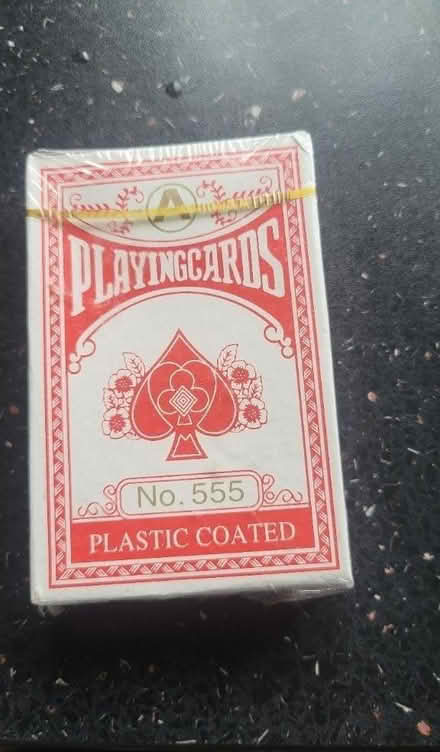 A
PLAYINGCARDS
No. 555
PLASTIC COATED